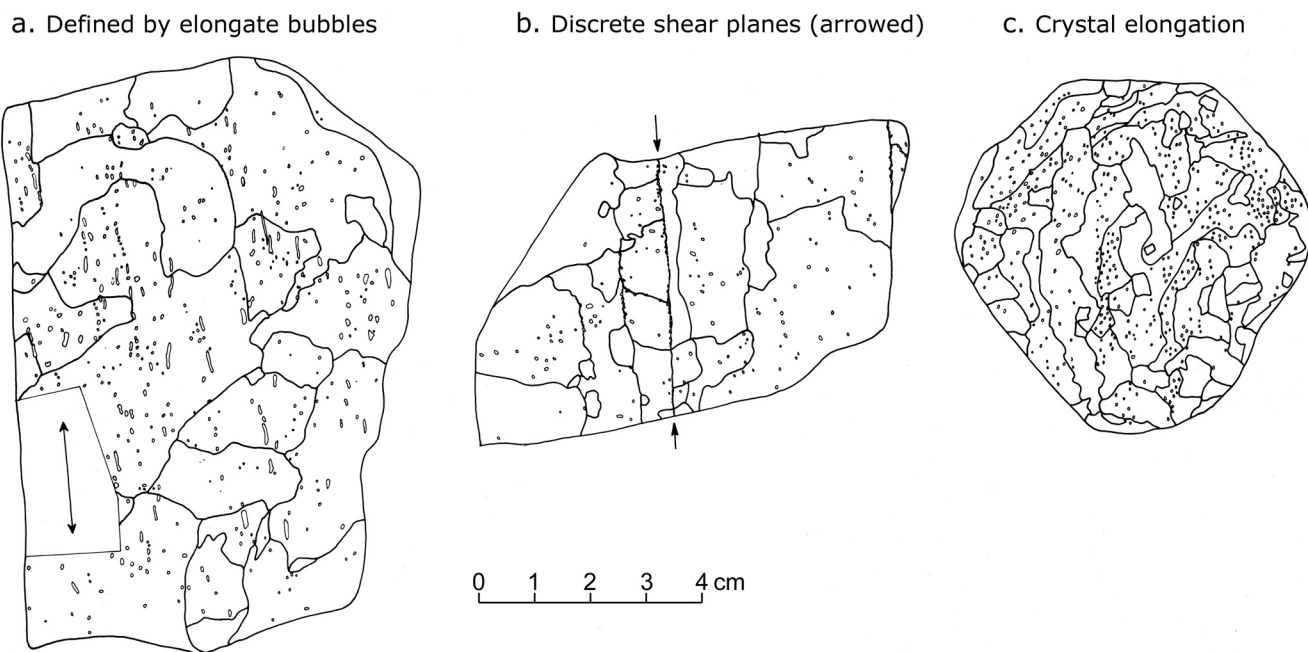 a. Defined by elongate bubbles
b. Discrete shear planes (arrowed)
c. Crystal elongation
0 1 2 3 4 cm